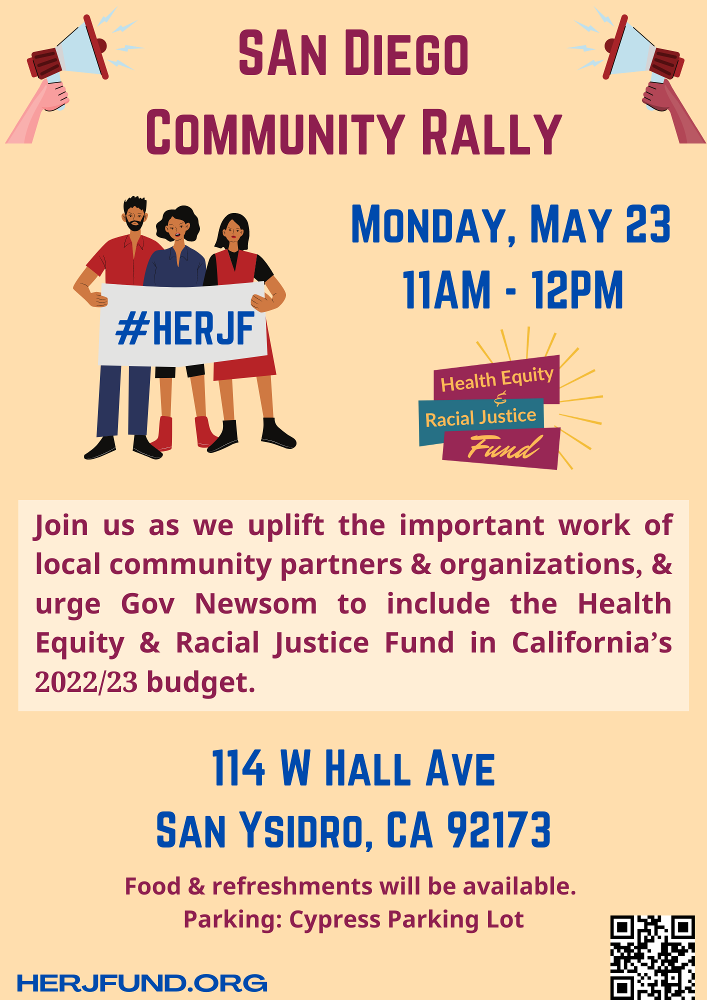 SAn Diego
Community Rally
Monday, May 23
11AM - 12PM
#HERJF
Health Equity
&
Racial Justice
Fund
Join us as we uplift the important work of
local community partners & organizations, &
urge Gov Newsom to include the Health
Equity & Racial Justice Fund in California’s
2022/23 budget.
114 W Hall Ave
San Ysidro, CA 92173
Food & refreshments will be available.
Parking: Cypress Parking Lot
HERJFUND.ORG